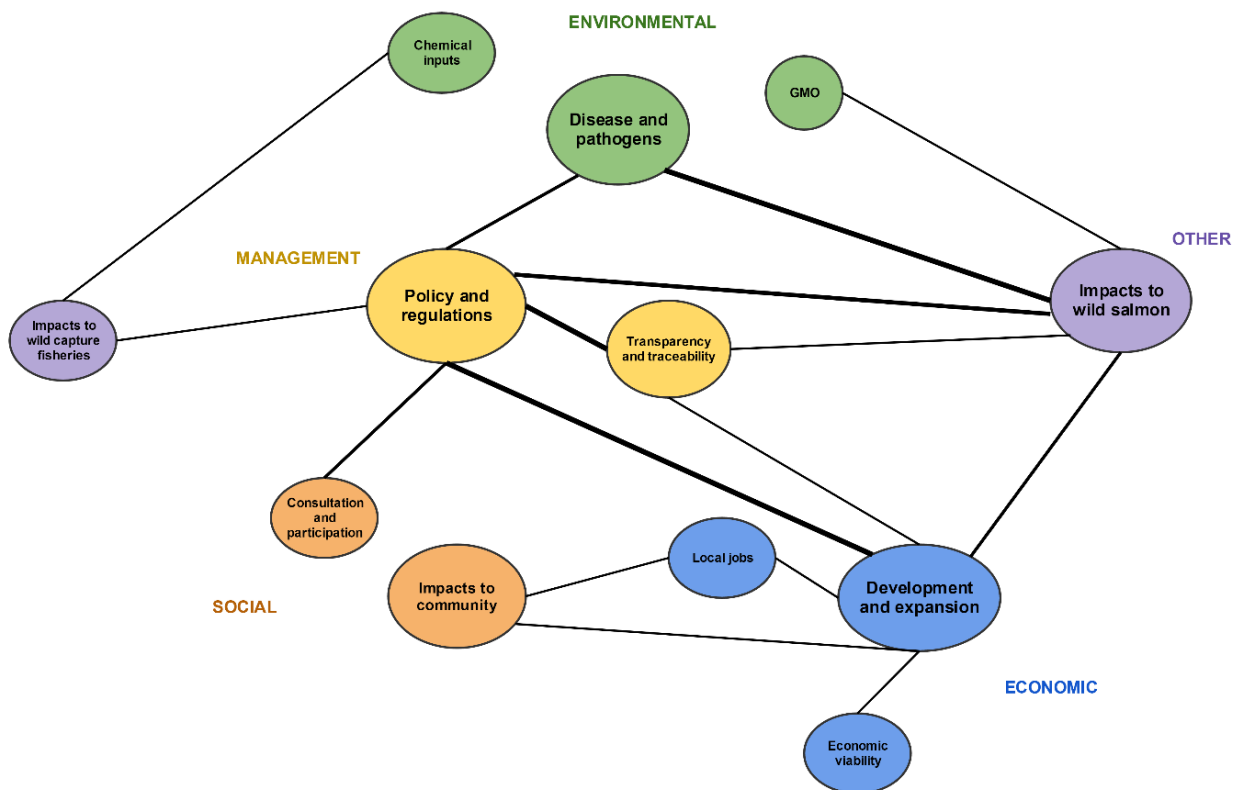 ENVIRONMENTAL
Chemical
inputs
GMO
Disease and
pathogens
OTHER
MANAGEMENT
Policy and
regulations
Impacts to
wild salmon
Impacts to
wild capture
fisheries
Transparency
and traceability
Consultation
and
participation
Local jobs
Impacts to
community
Development
and expansion
SOCIAL
ECONOMIC
Economic
viability